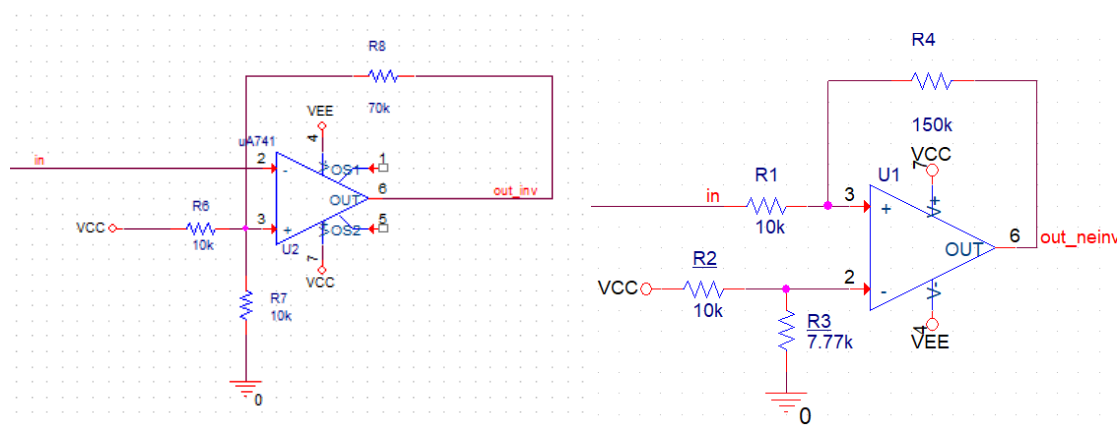 R8
70k
VEE
4
uA741
in
2
-
OS1
1
6
OUT
out_inv
VCC
R6
10k
3
+
OS2
5
U2
7
VCC
R7
10k
0
R4
150k
7
VCC
U1
R1
in
3
+
V+
10k
OUT
6
out_neinv
R2
VCC
2
-
10k
V-
R3
7.77k
4
VEE
0